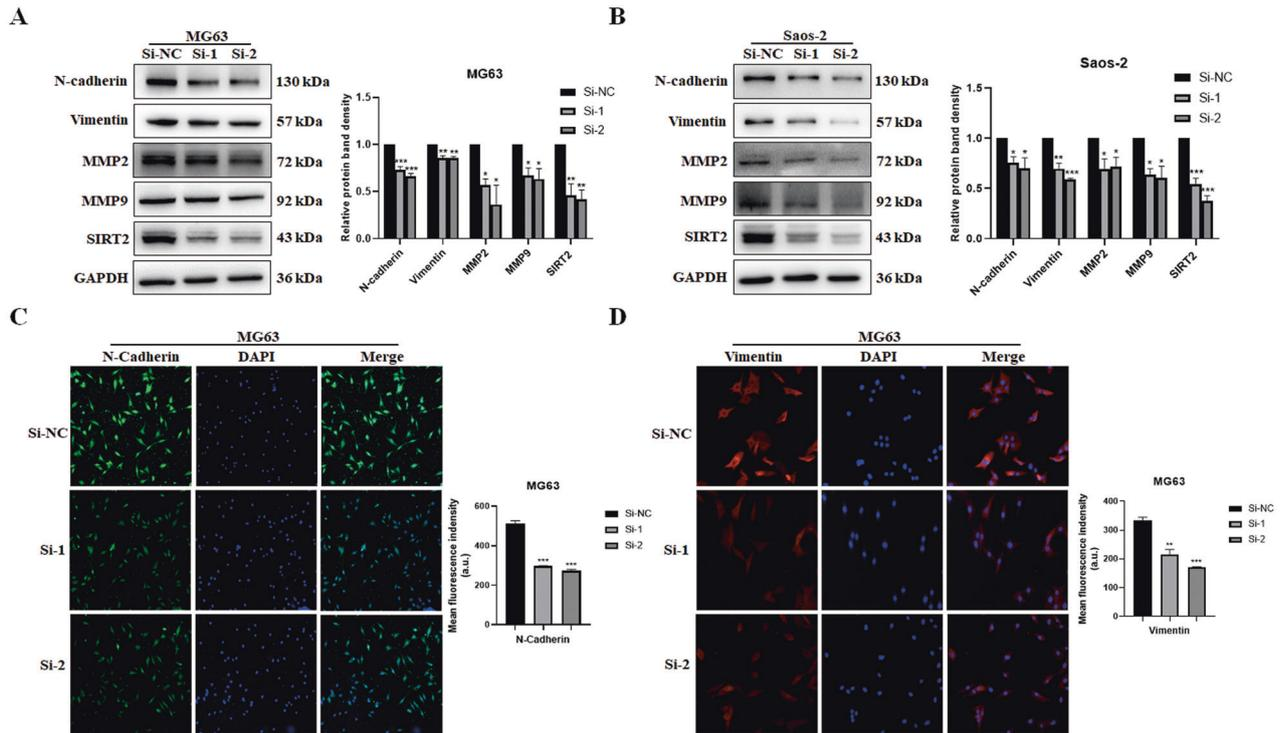 A
MG63
Si-NC Si-1 Si-2
N-cadherin 130 kDa
Vimentin 57 kDa
MMP2 72 kDa
MMP9 92 kDa
SIRT2 43 kDa
GAPDH 36 kDa
MG63
Relative protein band density
1.5
1.0
0.5
0.0
*** *** ** ** * * * * ** **
N-cadherin Vimentin MMP2 MMP9 SIRT2
Si-NC
Si-1
Si-2
B
Saos-2
Si-NC Si-1 Si-2
N-cadherin 130 kDa
Vimentin 57 kDa
MMP2 72 kDa
MMP9 92 kDa
SIRT2 43 kDa
GAPDH 36 kDa
Saos-2
Relative protein band density
1.5
1.0
0.5
0.0
* * ** *** * * * * *** ***
N-cadherin Vimentin MMP2 MMP9 SIRT2
Si-NC
Si-1
Si-2
C
MG63
N-Cadherin DAPI Merge
Si-NC
Si-1
Si-2
MG63
Mean fluorescence indensity
(a.u.)
600
400
200
0
*** ***
N-Cadherin
Si-NC
Si-1
Si-2
D
MG63
Vimentin DAPI Merge
Si-NC
Si-1
Si-2
MG63
Mean fluorescence indensity
(a.u.)
400
300
200
100
0
** ***
Vimentin
Si-NC
Si-1
Si-2